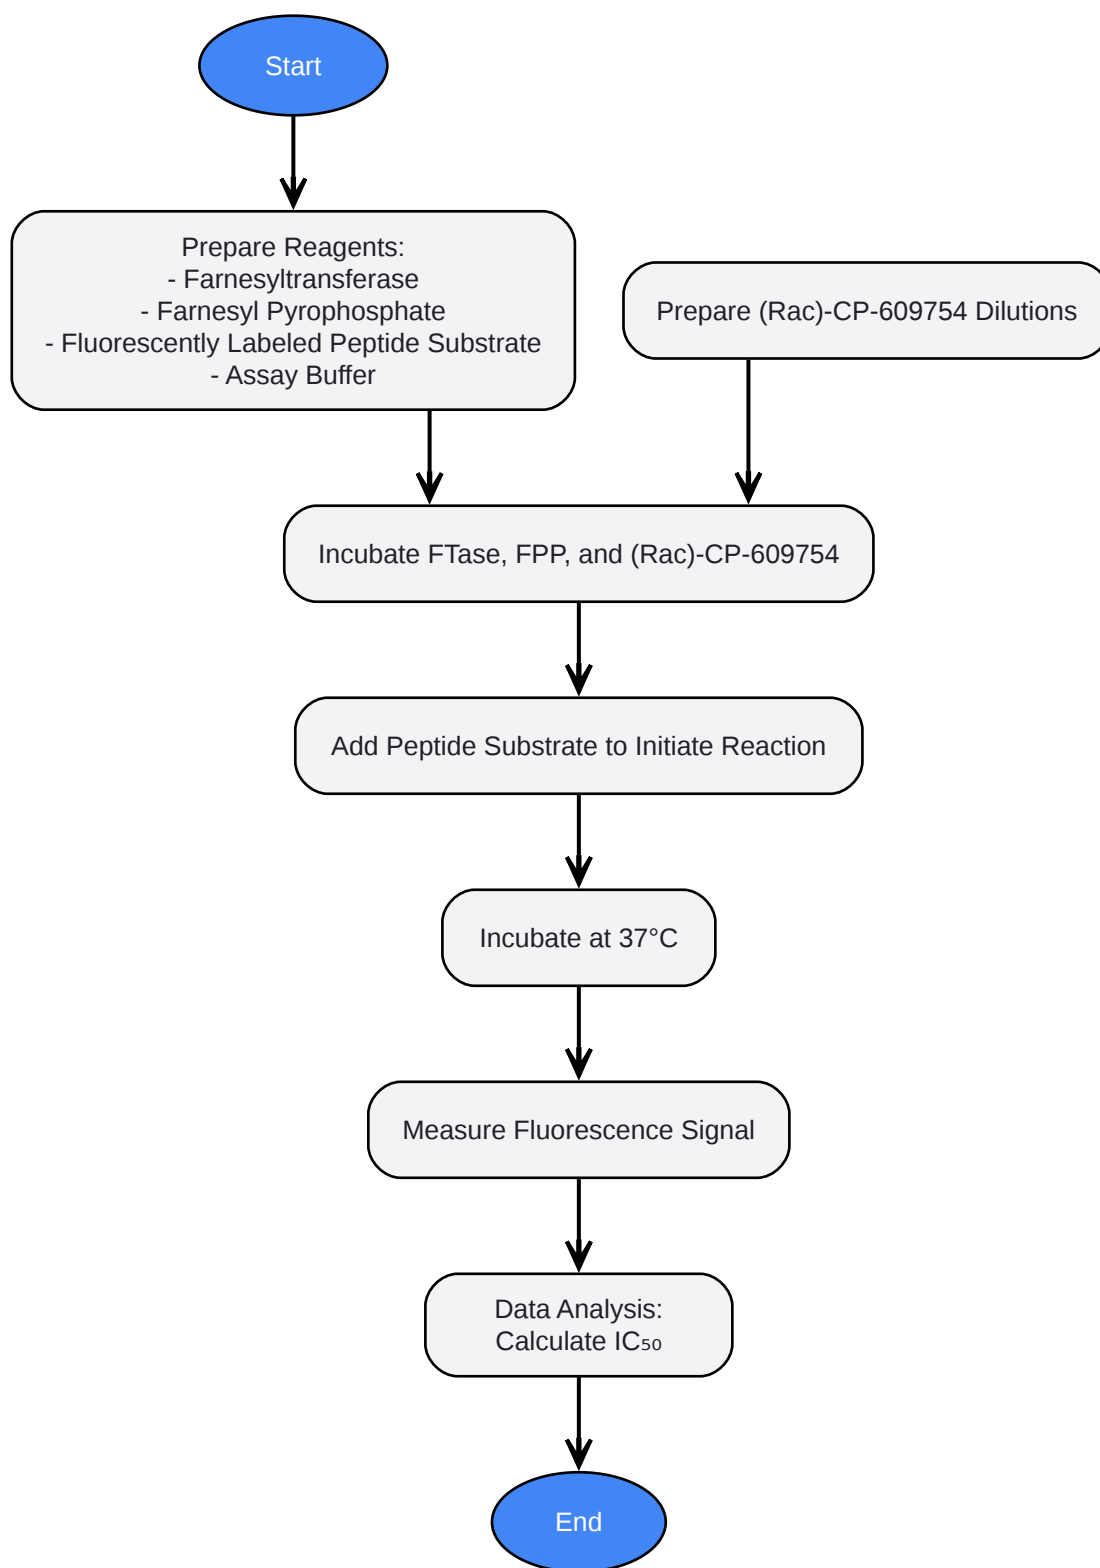 Start
Prepare Reagents:
- Farnesyltransferase
- Farnesyl Pyrophosphate
- Fluorescently Labeled Peptide Substrate
- Assay Buffer
Prepare (Rac)-CP-609754 Dilutions
Incubate FTase, FPP, and (Rac)-CP-609754
Add Peptide Substrate to Initiate Reaction
Incubate at 37°C
Measure Fluorescence Signal
Data Analysis:
Calculate IC₅₀
End